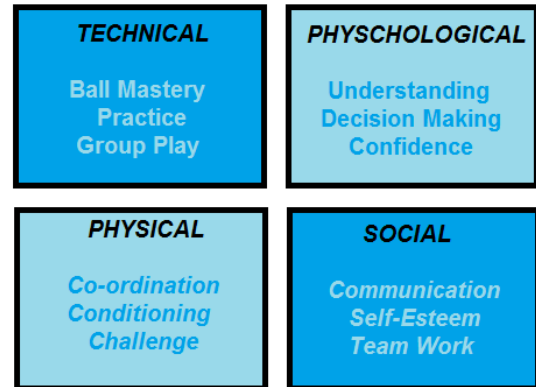 TECHNICAL
Ball Mastery
Practice
Group Play
PHYSCHOLOGICAL
Understanding
Decision Making
Confidence
PHYSICAL
Co-ordination
Conditioning
Challenge
SOCIAL
Communication
Self-Esteem
Team Work